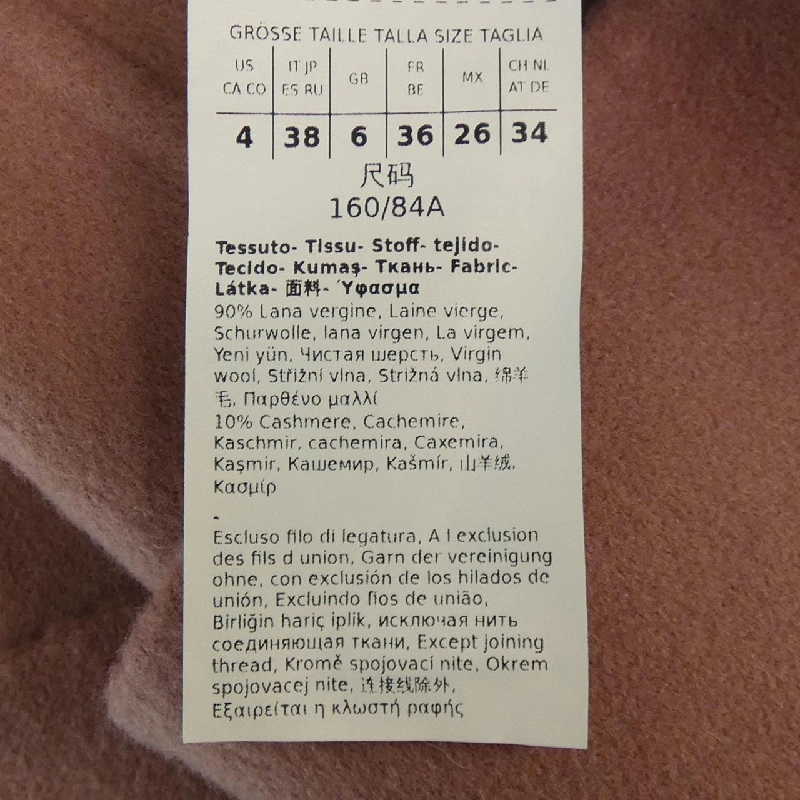 GRÖSSE TAILLE TALLA SIZE TAGLIA
US IT JP GB FR MX CH NL
CA CO ES RU BE AT DE
4 38 6 36 26 34
尺码
160/84A
Tessuto- Tissu- Stoff- tejido-
Tecido- Kumaş- Ткань- Fabric-
Látka- 面料- Ύφασμα
90% Lana vergine, Laine vierge,
Schurwolle, lana virgen, La virgem,
Yeni yün, Чистая шерсть, Virgin
wool, Střižní vlna, Strižná vlna, 绵羊
毛, Παρθένο μαλλί
10% Cashmere, Cachemire,
Kaschmir, cachemira, Caxemira,
Kaşmir, Кашемир, Kašmír, 山羊绒,
Κασμίρ
-
Escluso filo di legatura, A l exclusion
des fils d union, Garn der vereinigung
ohne, con exclusión de los hilados de
unión, Excluindo fios de união,
Birliğin hariç iplik, исключая нить
соединяющая ткани, Except joining
thread, Kromě spojovací nite, Okrem
spojovacej nite, 连接线除外,
Εξαιρείται η κλωστή ραφής